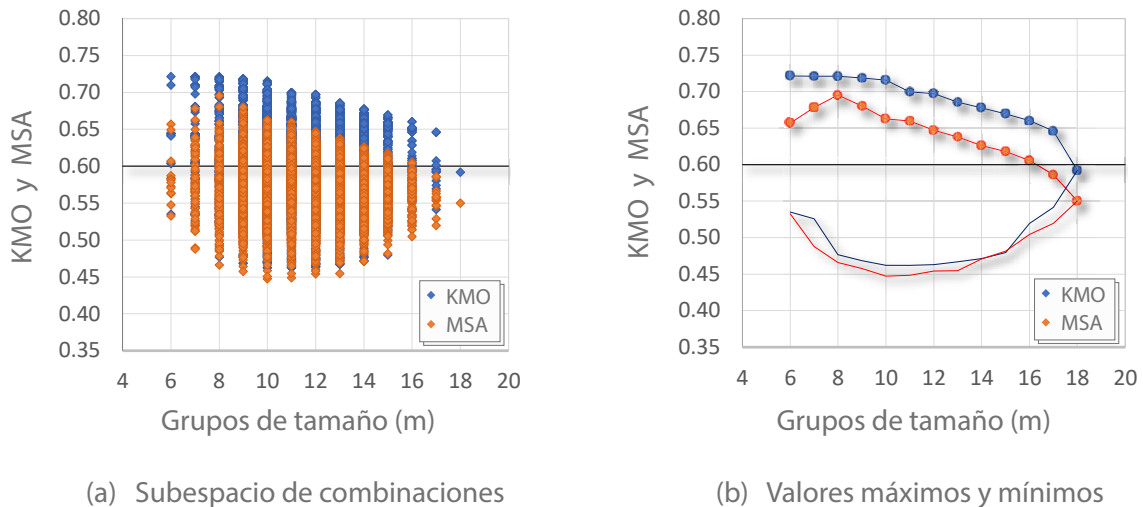 KMO y MSA
0.80
0.75
0.70
0.65
0.60
0.55
0.50
0.45
0.40
0.35
4 6 8 10 12 14 16 18 20
KMO
MSA
Grupos de tamaño (m)
(a) Subespacio de combinaciones
KMO y MSA
0.80
0.75
0.70
0.65
0.60
0.55
0.50
0.45
0.40
0.35
4 6 8 10 12 14 16 18 20
KMO
MSA
Grupos de tamaño (m)
(b) Valores máximos y mínimos